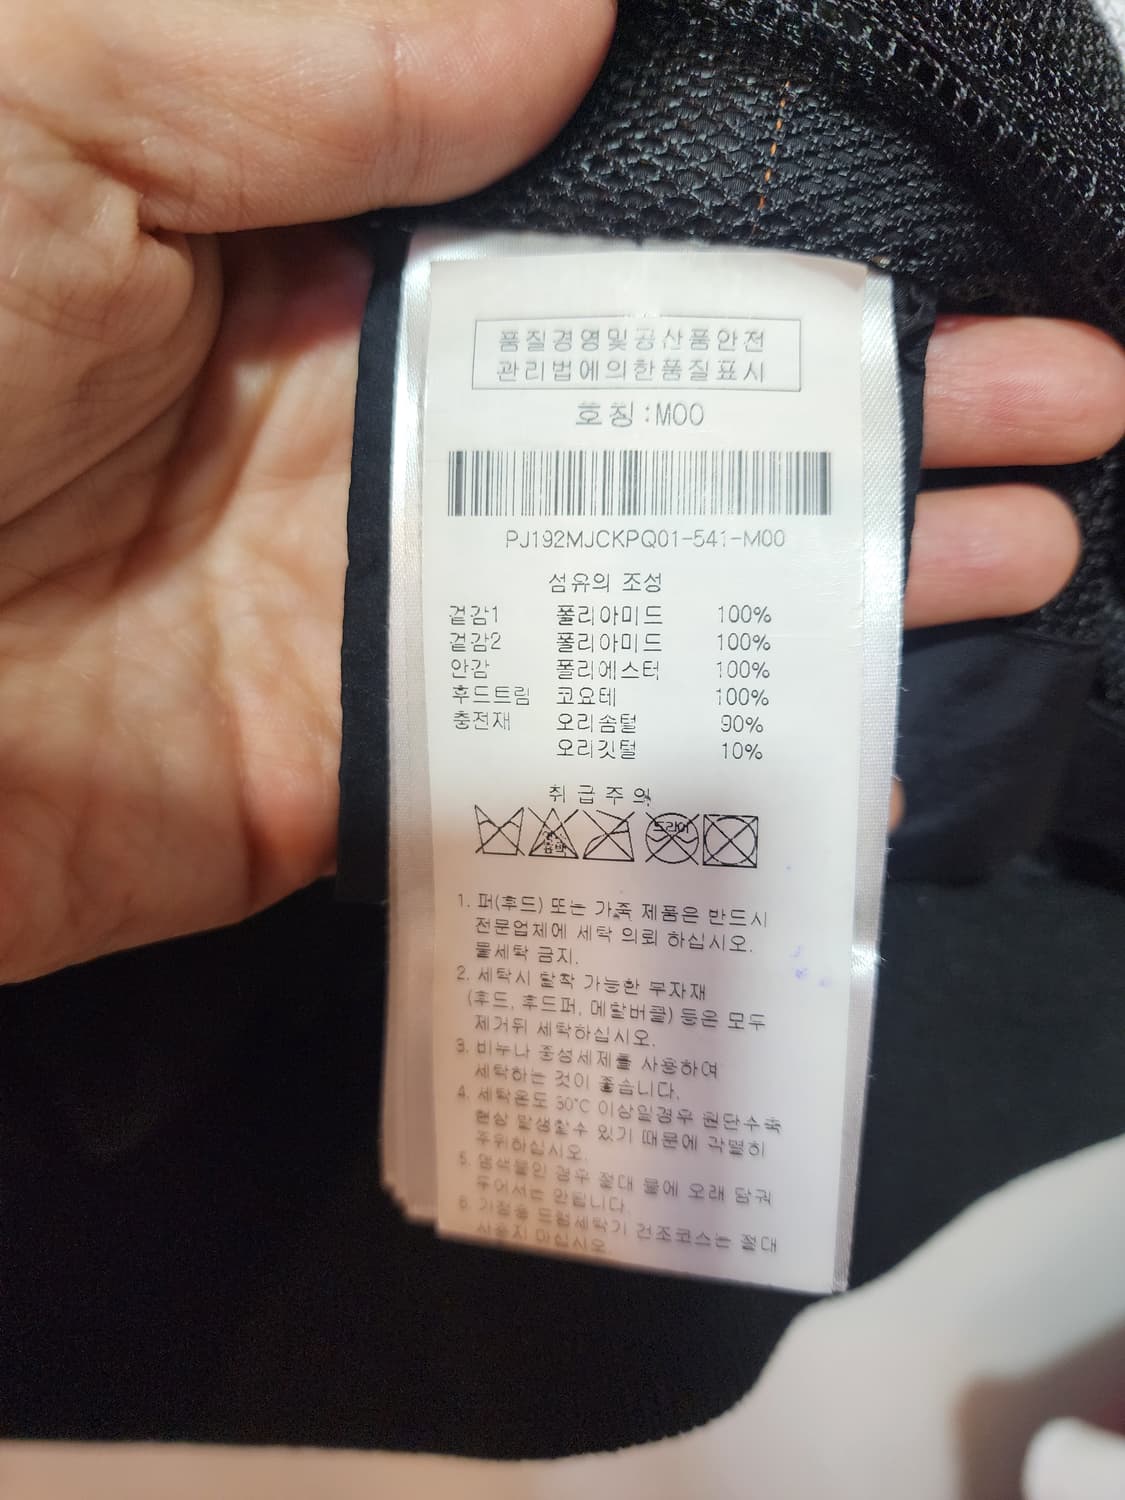 품질경영및공산품안전
관리법에의한품질표시
호칭:M00
PJ192MJCKPQ01-541-M00
섬유의 조성
겉감1 폴리아미드 100%
겉감2 폴리아미드 100%
안감 폴리에스터 100%
후드트림 코요테 100%
충전재 오리솜털 90%
오리깃털 10%
취급주의
드라이
1. 퍼(후드) 또는 가죽 제품은 반드시
전문업체에 세탁 의뢰 하십시오.
물세탁 금지.
2. 세탁시 탈착 가능한 부자재
(후드, 후드퍼, 메탈버클) 등은 모두
제거뒤 세탁하십시오.
3. 비누나 중성세제를 사용하여
세탁하는 것이 좋습니다.
4. 세탁온도 30℃ 이상일경우 원단수축
현상 발생할수 있기 때문에 각별히
주위하십시오.
5. 염색물인 경우 절대 물에 오래 담궈
두어서는 안됩니다.
6. 가정용 드럼세탁기 건조코스는 절대
사용치 마십시오.